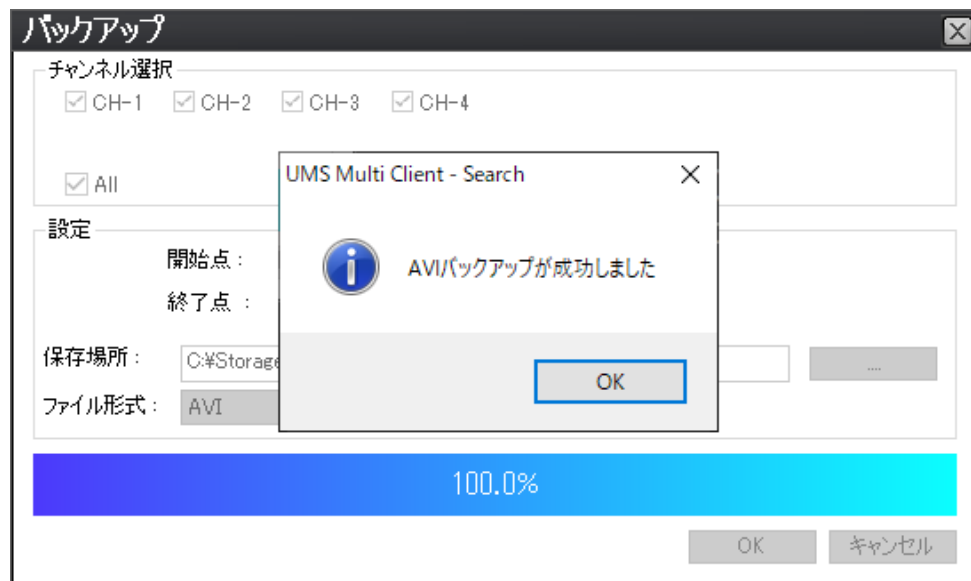 バックアップ
チャンネル選択
CH-1 CH-2 CH-3 CH-4
All
UMS Multi Client - Search
AVIバックアップが成功しました
OK
設定
開始点：
終了点 ：
保存場所： C:¥Storage ....
ファイル形式： AVI
100.0%
OK キャンセル